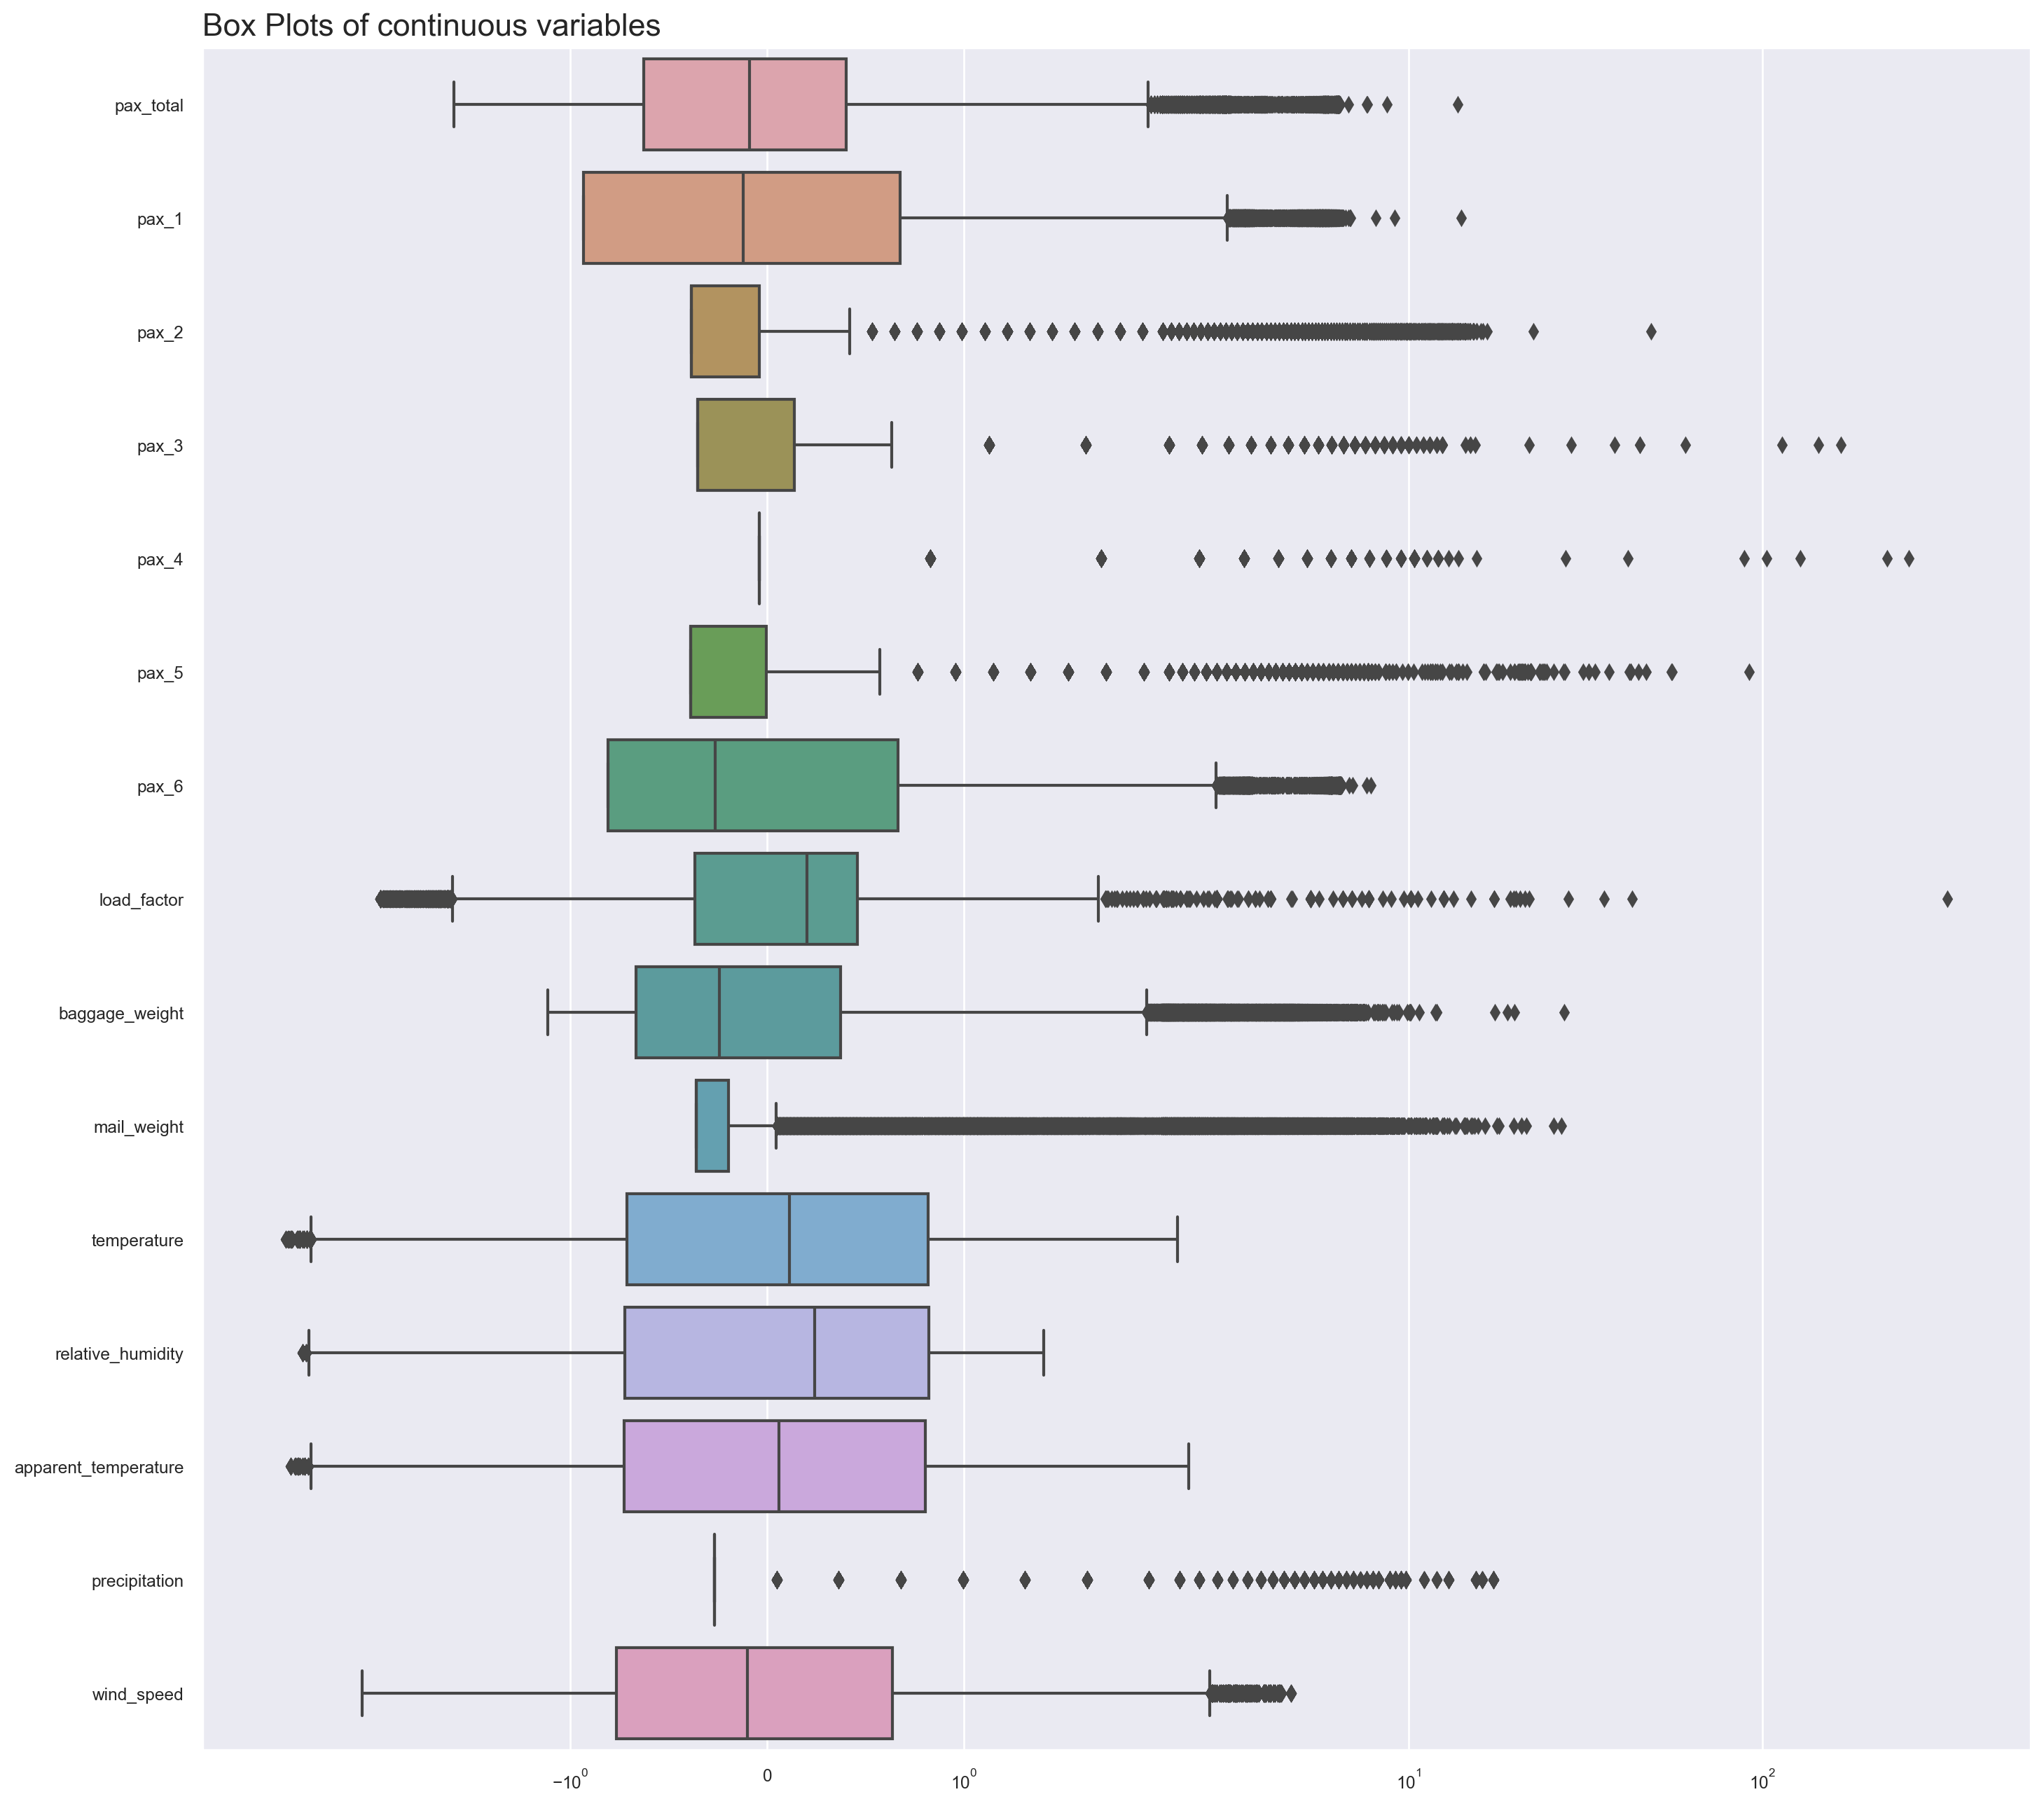 Box Plots of continuous variables
pax_total
pax_1
pax_2
pax_3
pax_4
pax_5
pax_6
load_factor
baggage_weight
mail_weight
temperature
relative_humidity
apparent_temperature
precipitation
wind_speed
−10⁰ 0 10⁰ 10¹ 10²